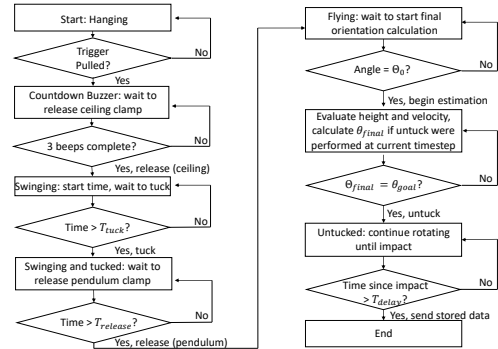 Start: Hanging
No
Trigger
Pulled?
Yes
Countdown Buzzer: wait to
release ceiling clamp
No
3 beeps complete?
Yes, release (ceiling)
Swinging: start time, wait to tuck
No
Time > T_tuck?
Yes, tuck
Swinging and tucked: wait to
release pendulum clamp
No
Time > T_release?
Yes, release (pendulum)
Flying: wait to start final
orientation calculation
No
Angle = Θ₀?
Yes, begin estimation
Evaluate height and velocity,
calculate θ_final if untuck were
performed at current timestep
No
Θ_final = θ_goal?
Yes, untuck
Untucked: continue rotating
until impact
No
Time since impact
> T_delay?
Yes, send stored data
End